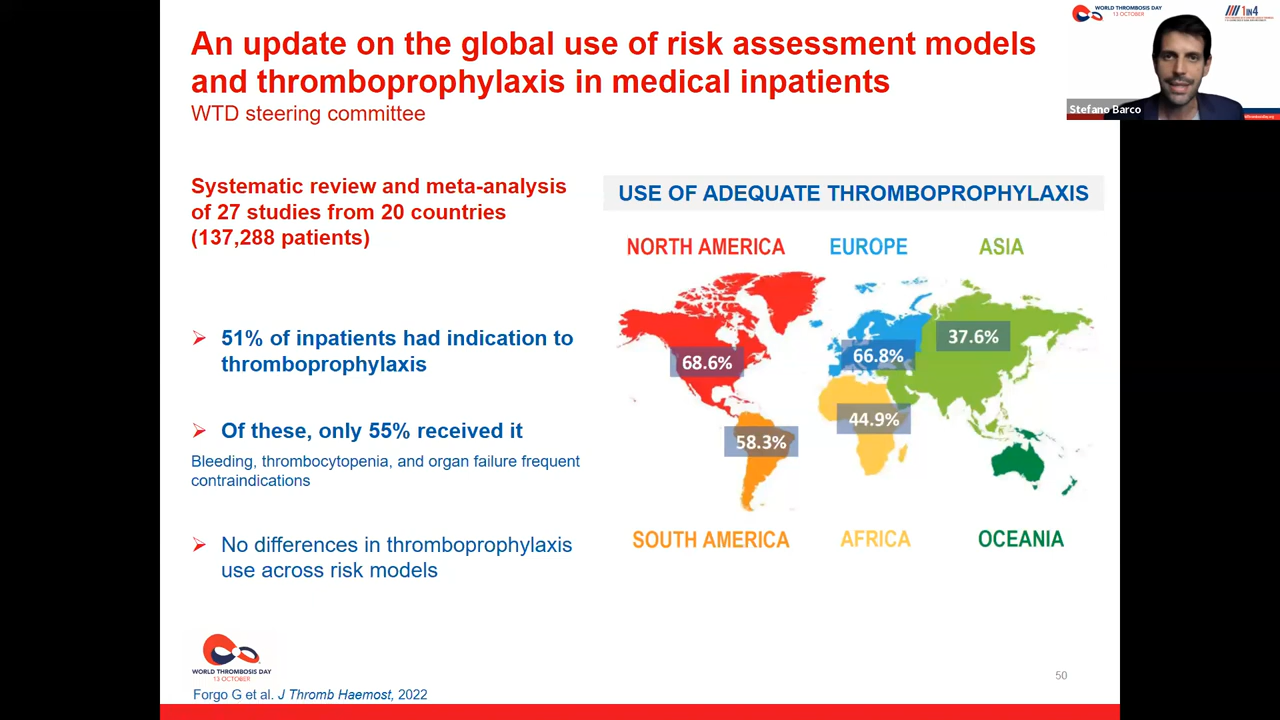 An update on the global use of risk assessment models
and thromboprophylaxis in medical inpatients
WTD steering committee
WORLD THROMBOSIS DAY
13 OCTOBER
1 IN 4
Stefano Barco
Systematic review and meta-analysis
of 27 studies from 20 countries
(137,288 patients)
51% of inpatients had indication to
thromboprophylaxis
Of these, only 55% received it
Bleeding, thrombocytopenia, and organ failure frequent
contraindications
No differences in thromboprophylaxis
use across risk models
USE OF ADEQUATE THROMBOPROPHYLAXIS
NORTH AMERICA
EUROPE
ASIA
68.6%
66.8%
37.6%
58.3%
44.9%
SOUTH AMERICA
AFRICA
OCEANIA
WORLD THROMBOSIS DAY
13 OCTOBER
Forgo G et al. J Thromb Haemost, 2022
50